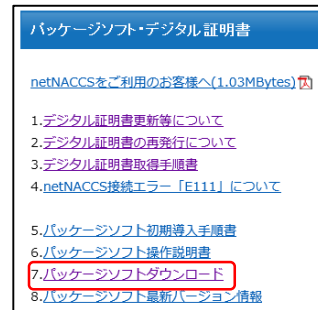 パッケージソフト・デジタル証明書
netNACCSをご利用のお客様へ(1.03MBytes)
1.デジタル証明書更新等について
2.デジタル証明書の再発行について
3.デジタル証明書取得手順書
4.netNACCS接続エラー「E111」について
5.パッケージソフト初期導入手順書
6.パッケージソフト操作説明書
7.パッケージソフトダウンロード
8.パッケージソフト最新バージョン情報